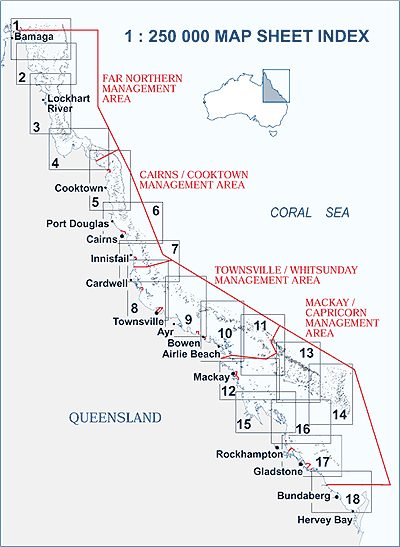 1 : 250 000 MAP SHEET INDEX
1
Bamaga
2
FAR NORTHERN
MANAGEMENT
AREA
Lockhart
River
3
4
CAIRNS / COOKTOWN
MANAGEMENT AREA
Cooktown
5
6
CORAL SEA
Port Douglas
Cairns
7
Innisfail
TOWNSVILLE / WHITSUNDAY
MANAGEMENT AREA
Cardwell
8
MACKAY /
CAPRICORN
MANAGEMENT
AREA
Townsville
9
Ayr
10
11
Bowen
Airlie Beach
13
Mackay
12
14
15
16
QUEENSLAND
Rockhampton
17
Gladstone
Bundaberg
18
Hervey Bay